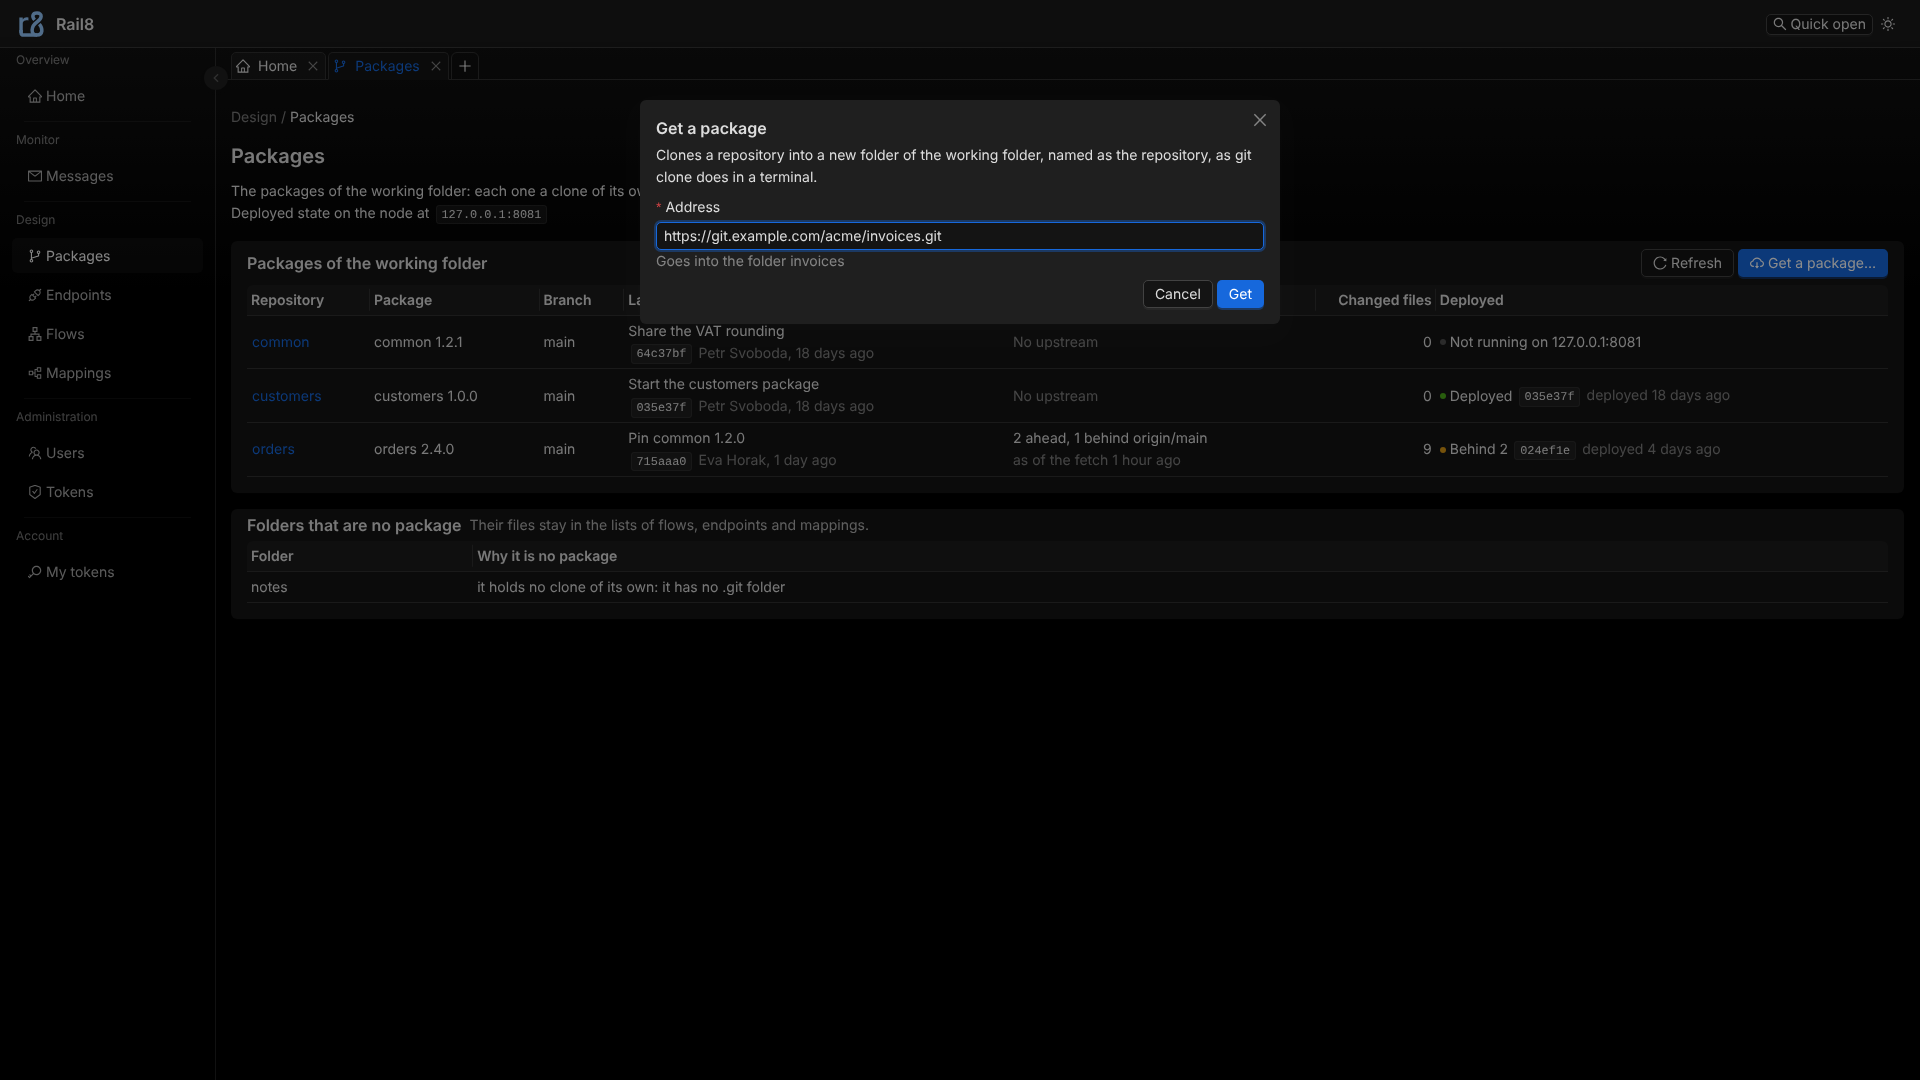 r8 Rail8
Quick open
Overview
Home
Monitor
Messages
Design
Packages
Endpoints
Flows
Mappings
Administration
Users
Tokens
Account
My tokens
Home
Packages
Design / Packages
Packages
The packages of the working folder: each one a clone of its
Deployed state on the node at 127.0.0.1:8081
Get a package
Clones a repository into a new folder of the working folder, named as the repository, as git
clone does in a terminal.
* Address
https://git.example.com/acme/invoices.git
Goes into the folder invoices
Cancel Get
Packages of the working folder
Refresh Get a package...
Repository Package Branch Changed files Deployed
common common 1.2.1 main Share the VAT rounding No upstream 0 Not running on 127.0.0.1:8081
64c37bf Petr Svoboda, 18 days ago
customers customers 1.0.0 main Start the customers package No upstream 0 Deployed 035e37f deployed 18 days ago
035e37f Petr Svoboda, 18 days ago
orders orders 2.4.0 main Pin common 1.2.0 2 ahead, 1 behind origin/main 9 Behind 2 024ef1e deployed 4 days ago
715aaa0 Eva Horak, 1 day ago as of the fetch 1 hour ago
Folders that are no package Their files stay in the lists of flows, endpoints and mappings.
Folder Why it is no package
notes it holds no clone of its own: it has no .git folder